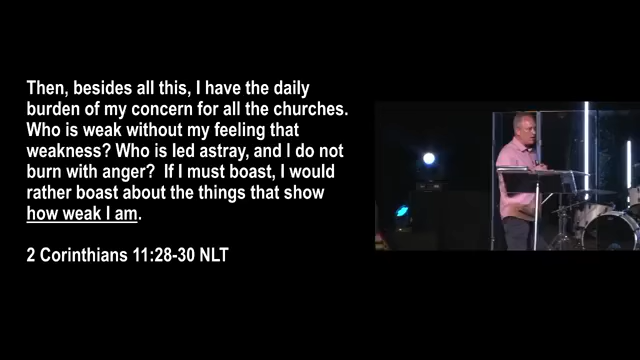 Then, besides all this, I have the daily
burden of my concern for all the churches.
Who is weak without my feeling that
weakness? Who is led astray, and I do not
burn with anger?  If I must boast, I would
rather boast about the things that show
how weak I am.
2 Corinthians 11:28-30 NLT